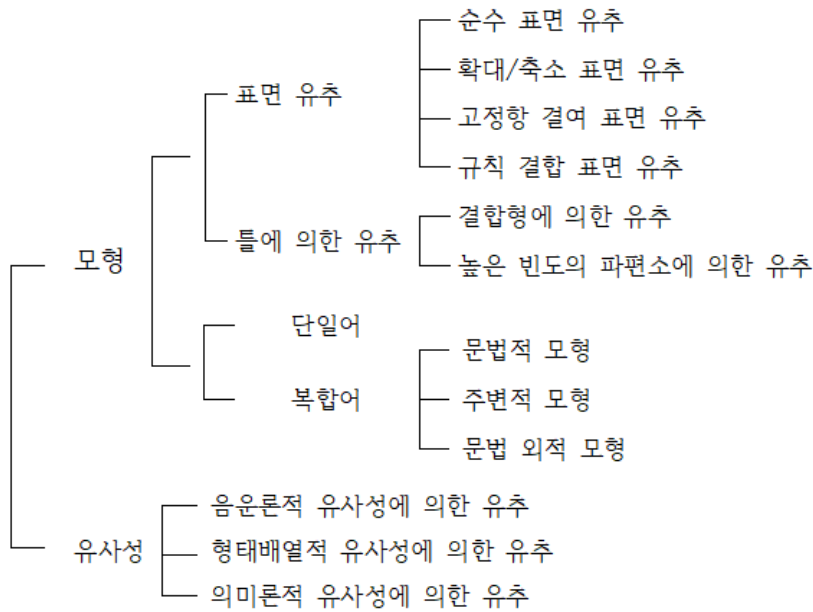 순수 표면 유추
확대/축소 표면 유추
표면 유추
고정항 결여 표면 유추
규칙 결합 표면 유추
결합형에 의한 유추
틀에 의한 유추
높은 빈도의 파편소에 의한 유추
모형
단일어
문법적 모형
복합어
주변적 모형
문법 외적 모형
음운론적 유사성에 의한 유추
유사성
형태배열적 유사성에 의한 유추
의미론적 유사성에 의한 유추